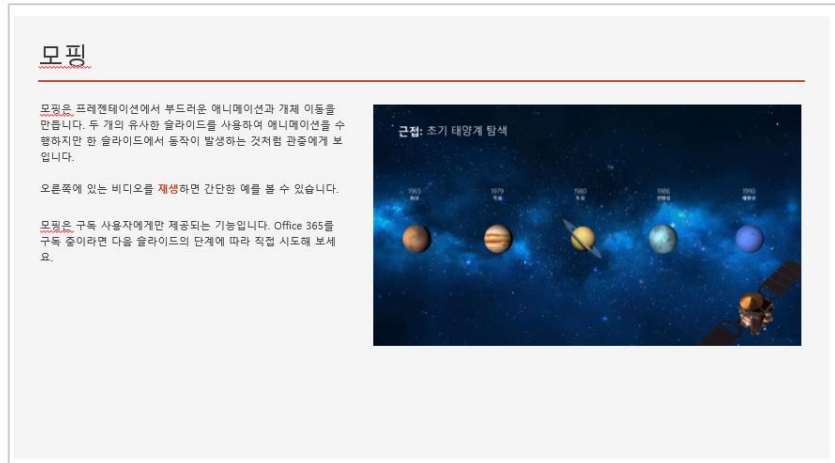 모핑
모핑은 프레젠테이션에서 부드러운 애니메이션과 개체 이동을
만듭니다. 두 개의 유사한 슬라이드를 사용하여 애니메이션을 수
행하지만 한 슬라이드에서 동작이 발생하는 것처럼 관중에게 보
입니다.
오른쪽에 있는 비디오를 재생하면 간단한 예를 볼 수 있습니다.
모핑은 구독 사용자에게만 제공되는 기능입니다. Office 365를
구독 중이라면 다음 슬라이드의 단계에 따라 직접 시도해 보세
요.
근접: 초기 태양계 탐색
1965 1979 1980 1986 1990